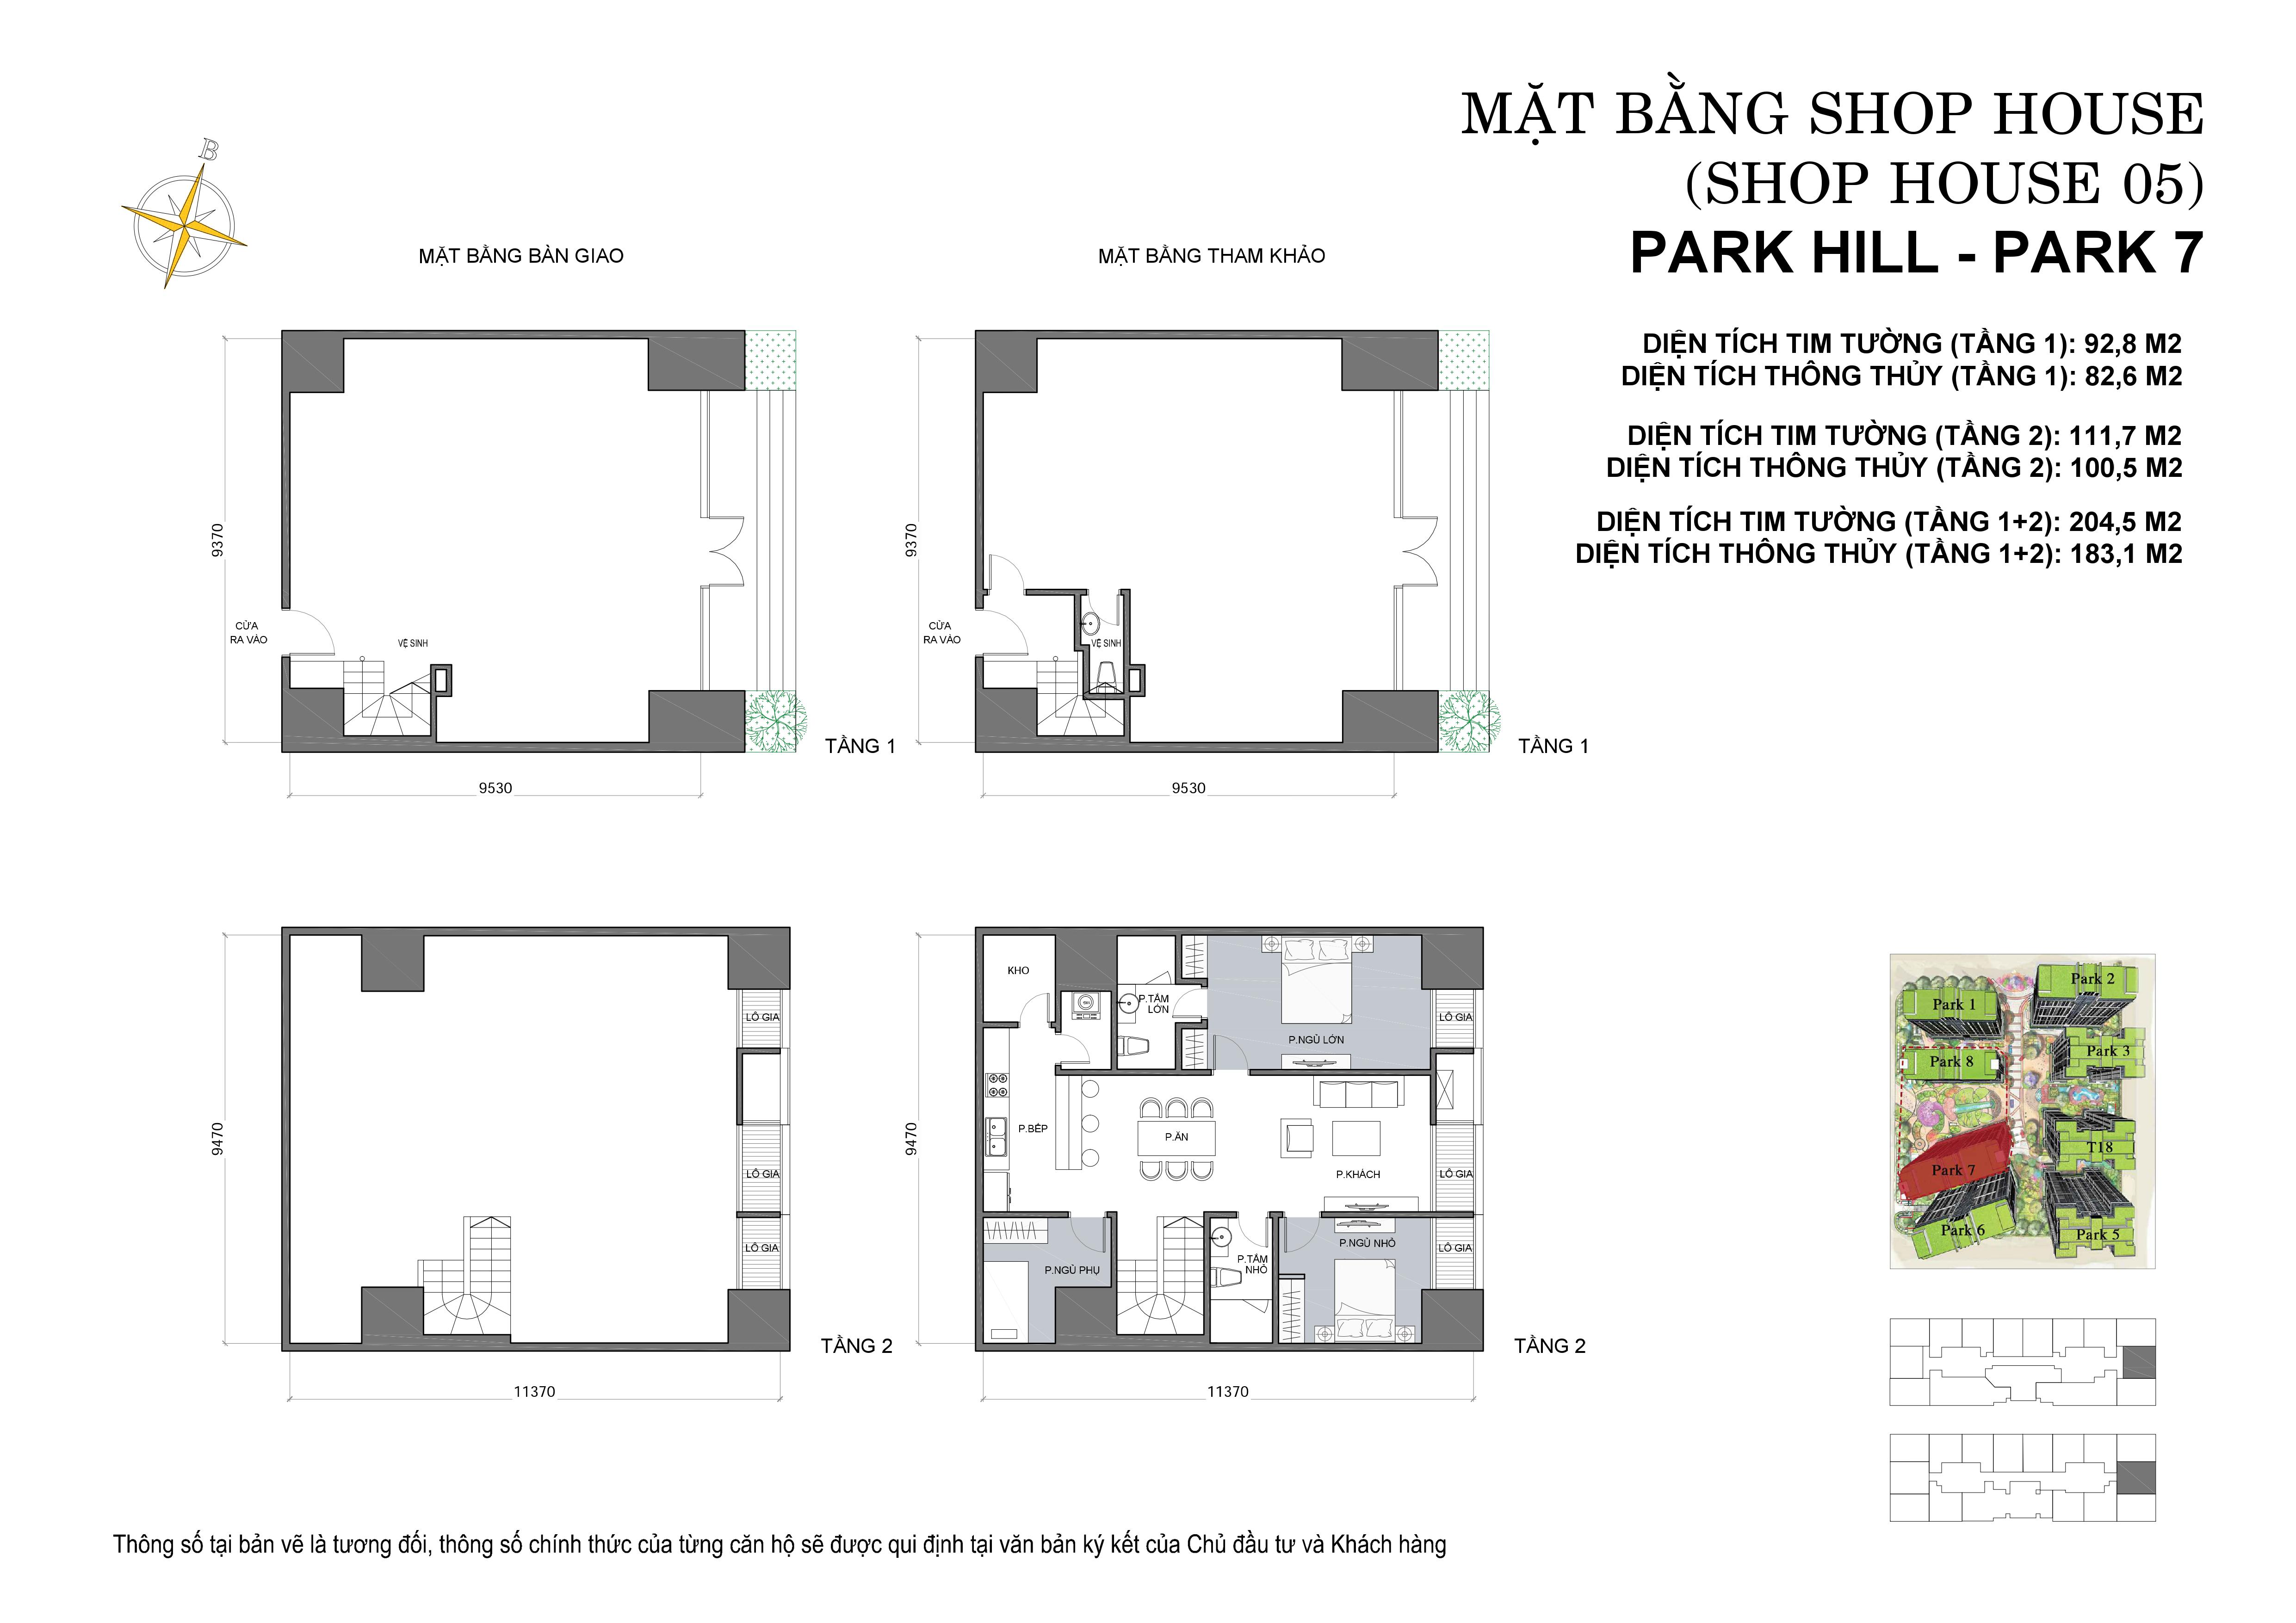 B
MẶT BẰNG SHOP HOUSE
(SHOP HOUSE 05)
PARK HILL - PARK 7
MẶT BẰNG BÀN GIAO
MẶT BẰNG THAM KHẢO
DIỆN TÍCH TIM TƯỜNG (TẦNG 1): 92,8 M2
DIỆN TÍCH THÔNG THỦY (TẦNG 1): 82,6 M2
DIỆN TÍCH TIM TƯỜNG (TẦNG 2): 111,7 M2
DIỆN TÍCH THÔNG THỦY (TẦNG 2): 100,5 M2
DIỆN TÍCH TIM TƯỜNG (TẦNG 1+2): 204,5 M2
DIỆN TÍCH THÔNG THỦY (TẦNG 1+2): 183,1 M2
9370
CỬA
RA VÀO
VỆ SINH
TẦNG 1
9530
9370
CỬA
RA VÀO
VỆ SINH
TẦNG 1
9530
9470
LÔ GIA
LÔ GIA
LÔ GIA
TẦNG 2
11370
9470
KHO
P.TẮM
LỚN
P.NGỦ LỚN
LÔ GIA
P.BẾP
P.ĂN
P.KHÁCH
LÔ GIA
P.NGỦ PHỤ
P.TẮM
NHỎ
P.NGỦ NHỎ
LÔ GIA
TẦNG 2
11370
Park 2
Park 1
Park 3
Park 8
T18
Park 7
Park 6
Park 5
Thông số tại bản vẽ là tương đối, thông số chính thức của từng căn hộ sẽ được qui định tại văn bản ký kết của Chủ đầu tư và Khách hàng